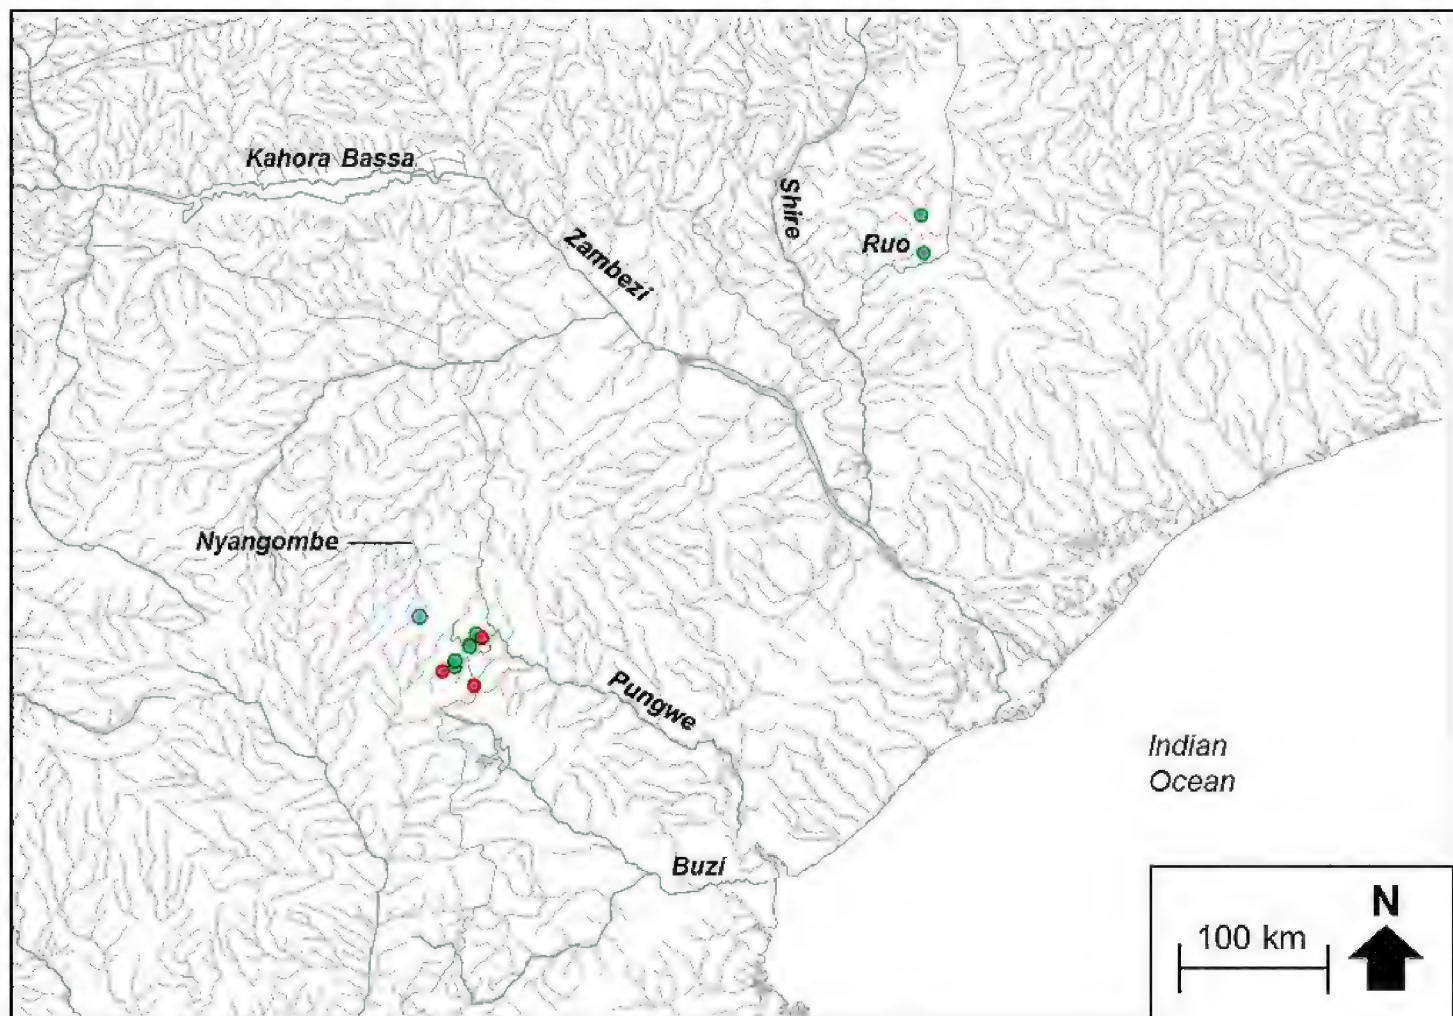 Kahora Bassa
Shire
Zambezi
Ruo
Nyangombe
Pungwe
Indian
Ocean
Buzi
N
100 km